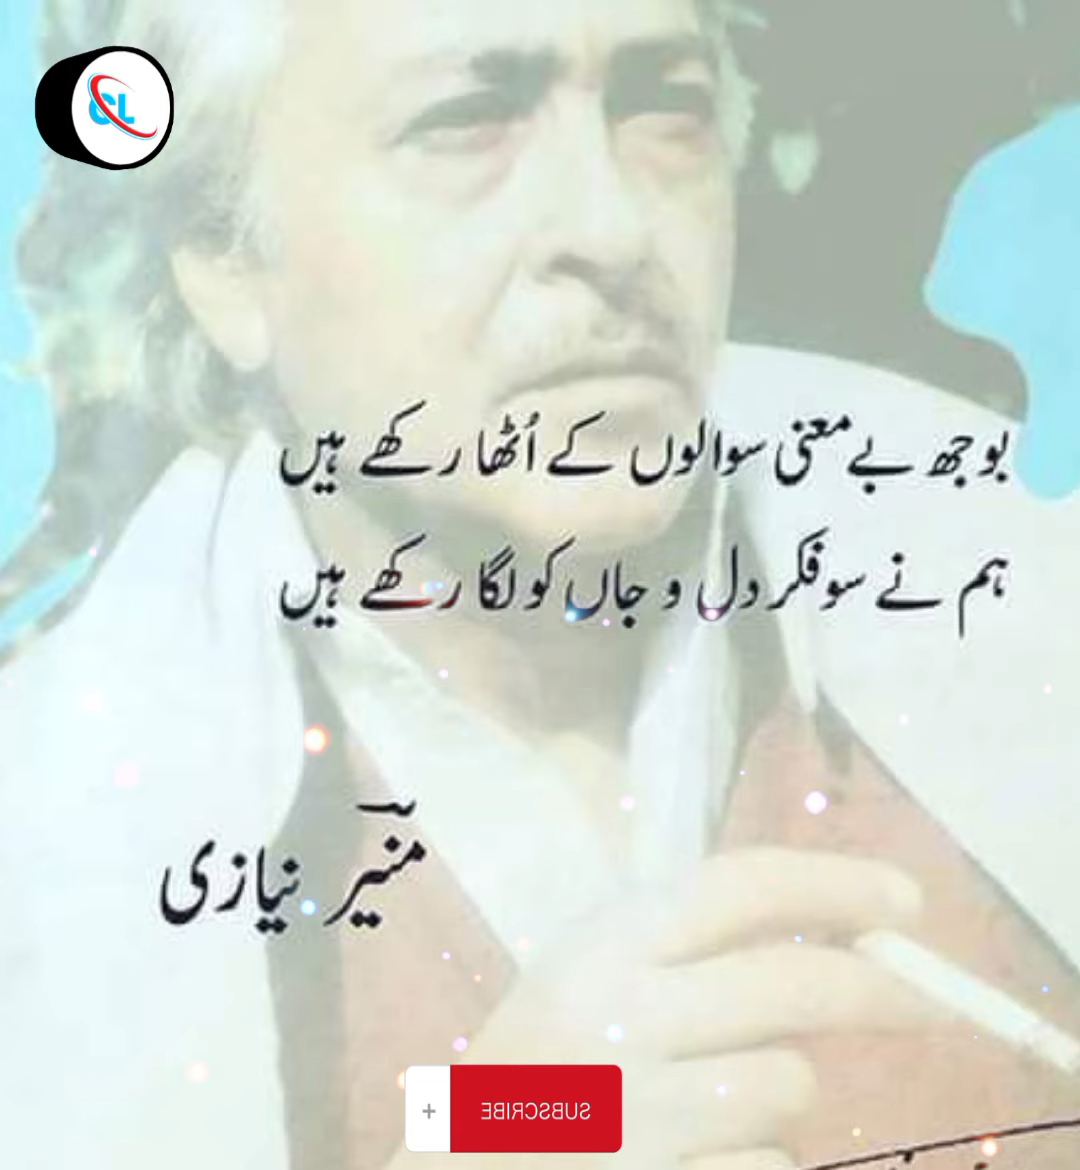 CL
بوجھ بے معنی سوالوں کے اُٹھا رکھے ہیں
ہم نے سو فکر دل و جاں کو لگا رکھے ہیں
منیرؔ نیازی
+ SUBSCRIBE